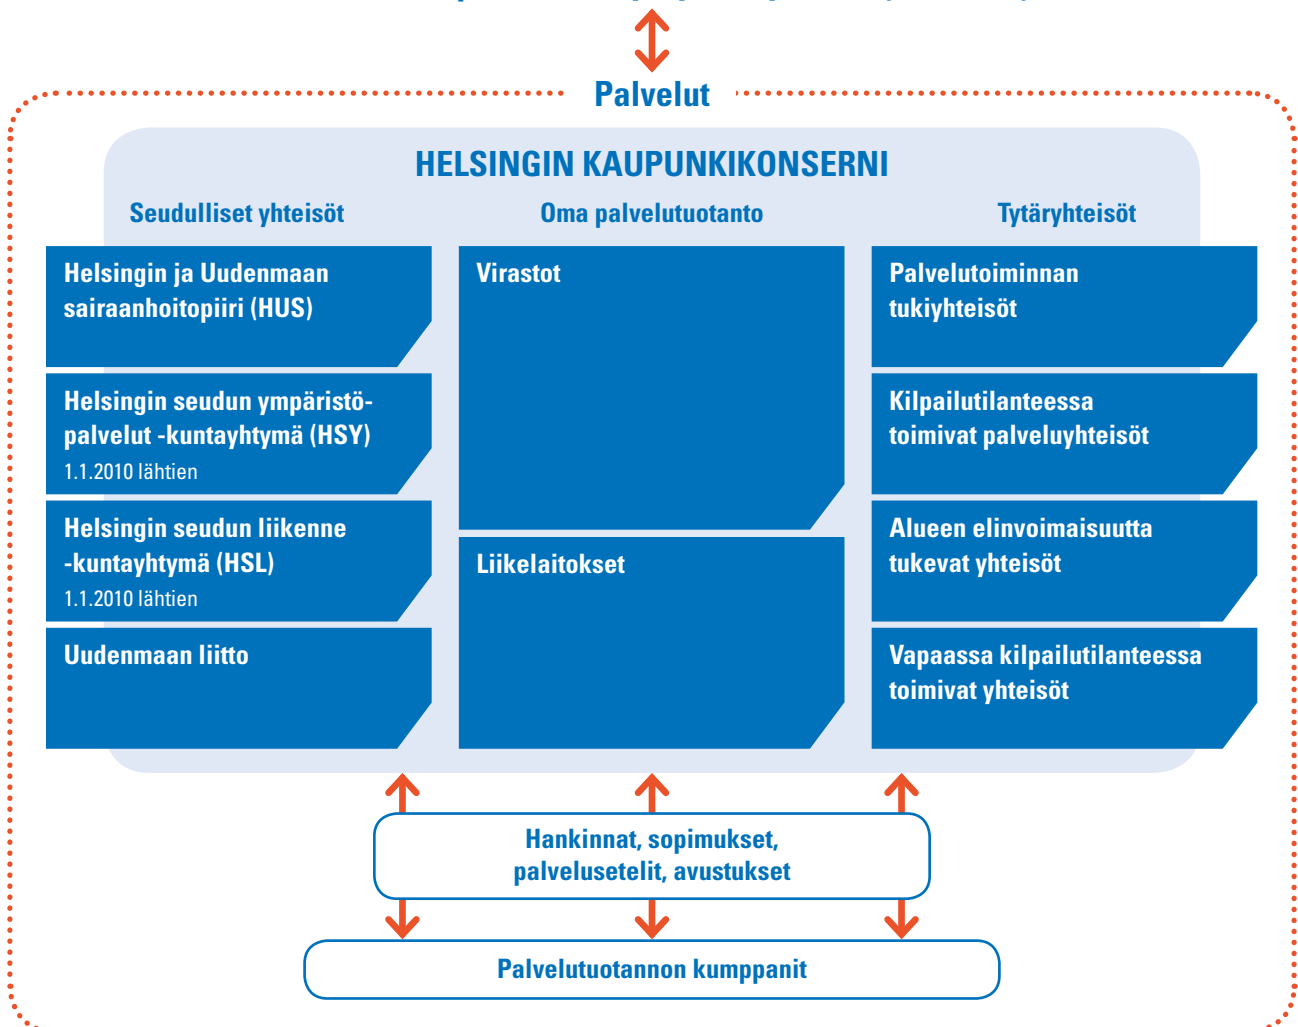 Palvelut
HELSINGIN KAUPUNKIKONSERNI
Seudulliset yhteisöt
Helsingin ja Uudenmaan
sairaanhoitopiiri (HUS)
Helsingin seudun ympäristö-
palvelut -kuntayhtymä (HSY)
1.1.2010 lähtien
Helsingin seudun liikenne
-kuntayhtymä (HSL)
1.1.2010 lähtien
Uudenmaan liitto
Oma palvelutuotanto
Virastot
Liikelaitokset
Tytäryhteisöt
Palvelutoiminnan
tukiyhteisöt
Kilpailutilanteessa
toimivat palveluyhteisöt
Alueen elinvoimaisuutta
tukevat yhteisöt
Vapaassa kilpailutilanteessa
toimivat yhteisöt
Hankinnat, sopimukset,
palvelusetelit, avustukset
Palvelutuotannon kumppanit